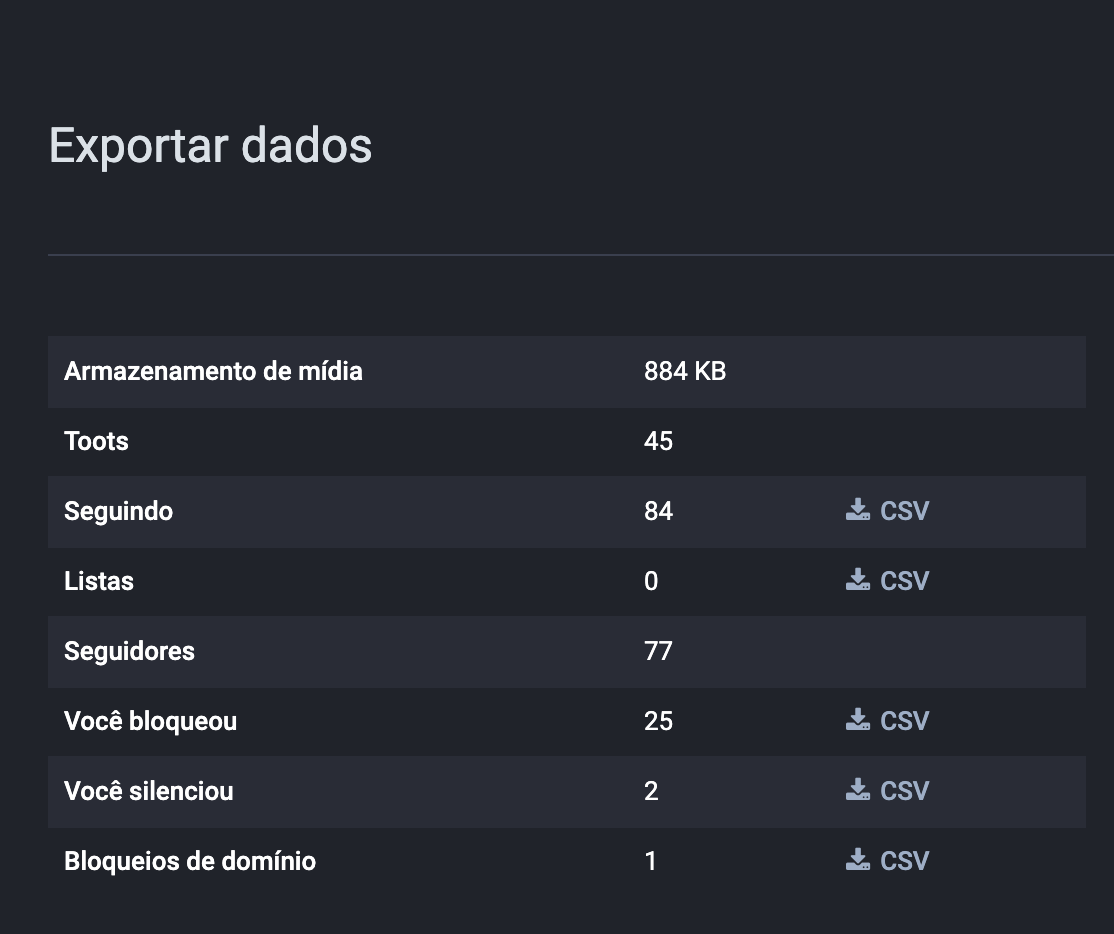 Exportar dados
Armazenamento de mídia 884 KB
Toots 45
Seguindo 84 CSV
Listas 0 CSV
Seguidores 77
Você bloqueou 25 CSV
Você silenciou 2 CSV
Bloqueios de domínio 1 CSV